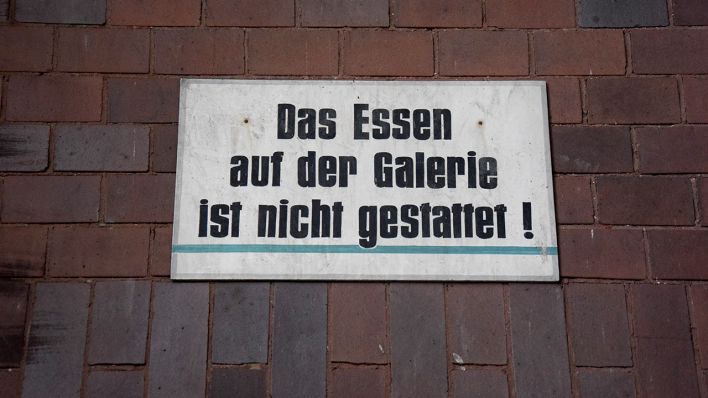 Das Essen
auf der Galerie
ist nicht gestattet !